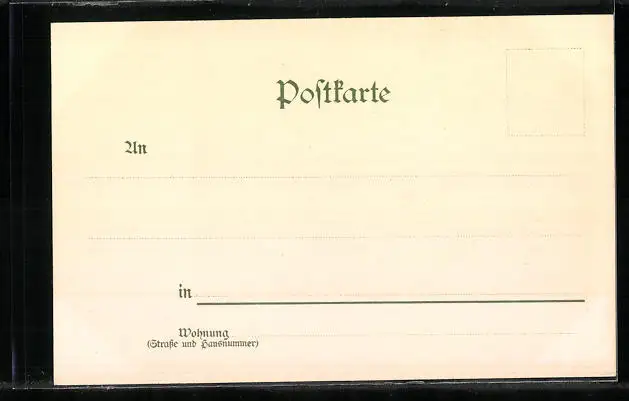 Postkarte
An
in
Wohnung
(Straße und Hausnummer)